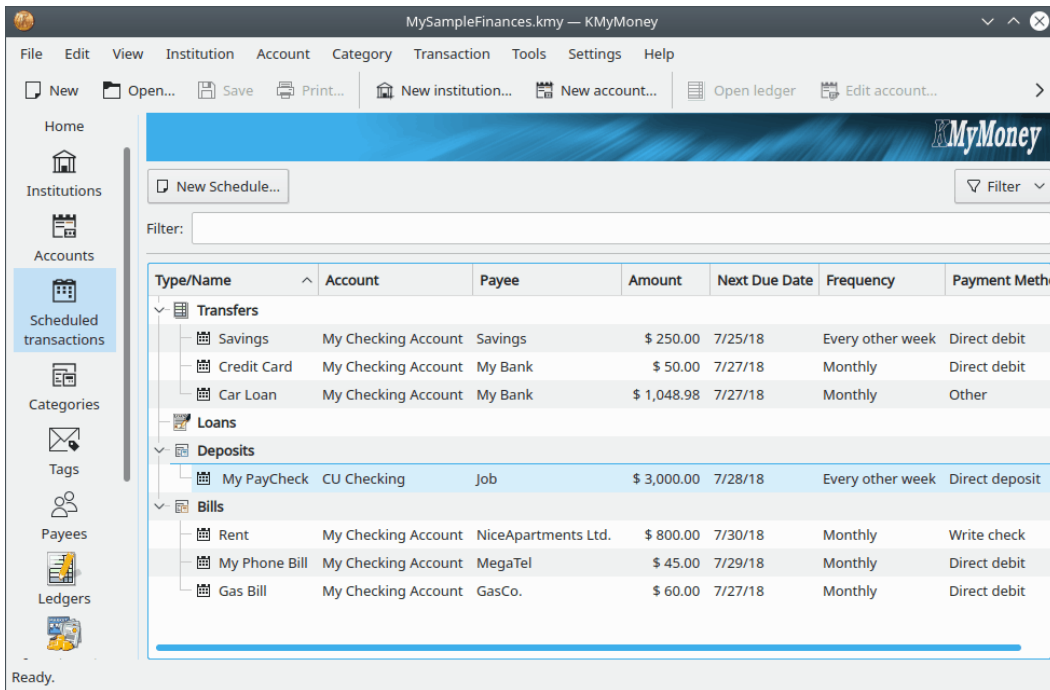 MySampleFinances.kmy — KMyMoney
File Edit View Institution Account Category Transaction Tools Settings Help
New Open... Save Print... New institution... New account... Open ledger Edit account...
Home
Institutions
Accounts
Scheduled
transactions
Categories
Tags
Payees
Ledgers
KMyMoney
New Schedule... Filter
Filter:
Type/Name Account Payee Amount Next Due Date Frequency Payment Meth
Transfers
Savings My Checking Account Savings $ 250.00 7/25/18 Every other week Direct debit
Credit Card My Checking Account My Bank $ 50.00 7/27/18 Monthly Direct debit
Car Loan My Checking Account My Bank $ 1,048.98 7/27/18 Monthly Other
Loans
Deposits
My PayCheck CU Checking Job $ 3,000.00 7/28/18 Every other week Direct deposit
Bills
Rent My Checking Account NiceApartments Ltd. $ 800.00 7/30/18 Monthly Write check
My Phone Bill My Checking Account MegaTel $ 45.00 7/29/18 Monthly Direct debit
Gas Bill My Checking Account GasCo. $ 60.00 7/27/18 Monthly Direct debit
Ready.